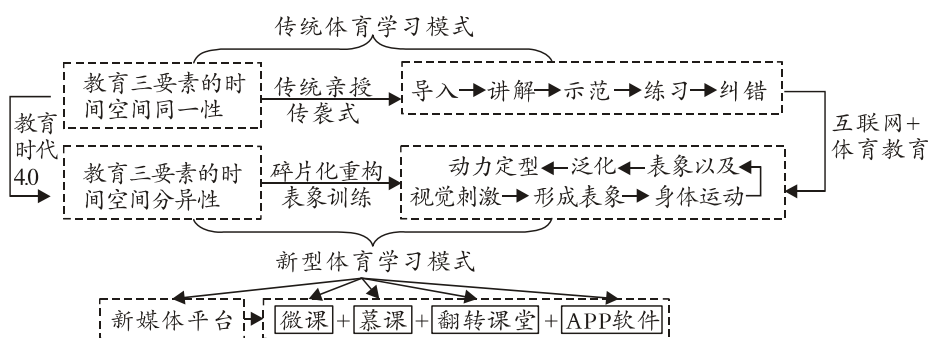 传统体育学习模式
教育三要素的时
间空间同一性
传统亲授
传袭式
导入 讲解 示范 练习 纠错
教育
时代
4.0
互联网+
体育教育
教育三要素的时
间空间分异性
碎片化重构
表象训练
动力定型 泛化 表象以及
视觉刺激 形成表象 身体运动
新型体育学习模式
新媒体平台
微课+慕课+翻转课堂+APP软件